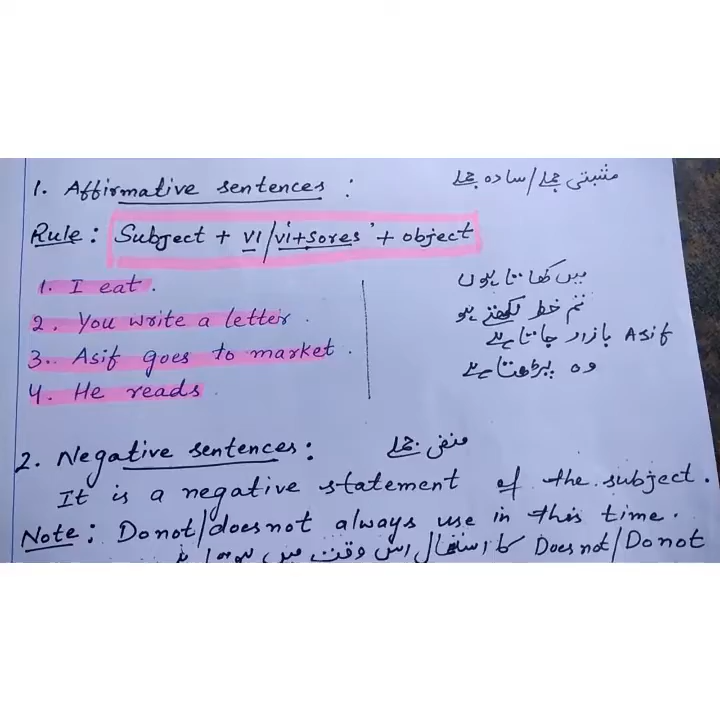 1. Affirmative sentences : مثبتی جملے/سادہ جملے
Rule: Subject + v1/v1+s or es + object
1. I eat. میں کھاتا ہوں
2. You write a letter. تم خط لکھتے ہو
3. Asif goes to market. Asif بازار جاتا ہے
4. He reads. وہ پڑھتا ہے
2. Negative sentences : منفی جملے
It is a negative statement of the subject.
Note: Do not/does not always use in this time.
Does not/Do not کا استعمال اس وقت میں ہوتا ہے